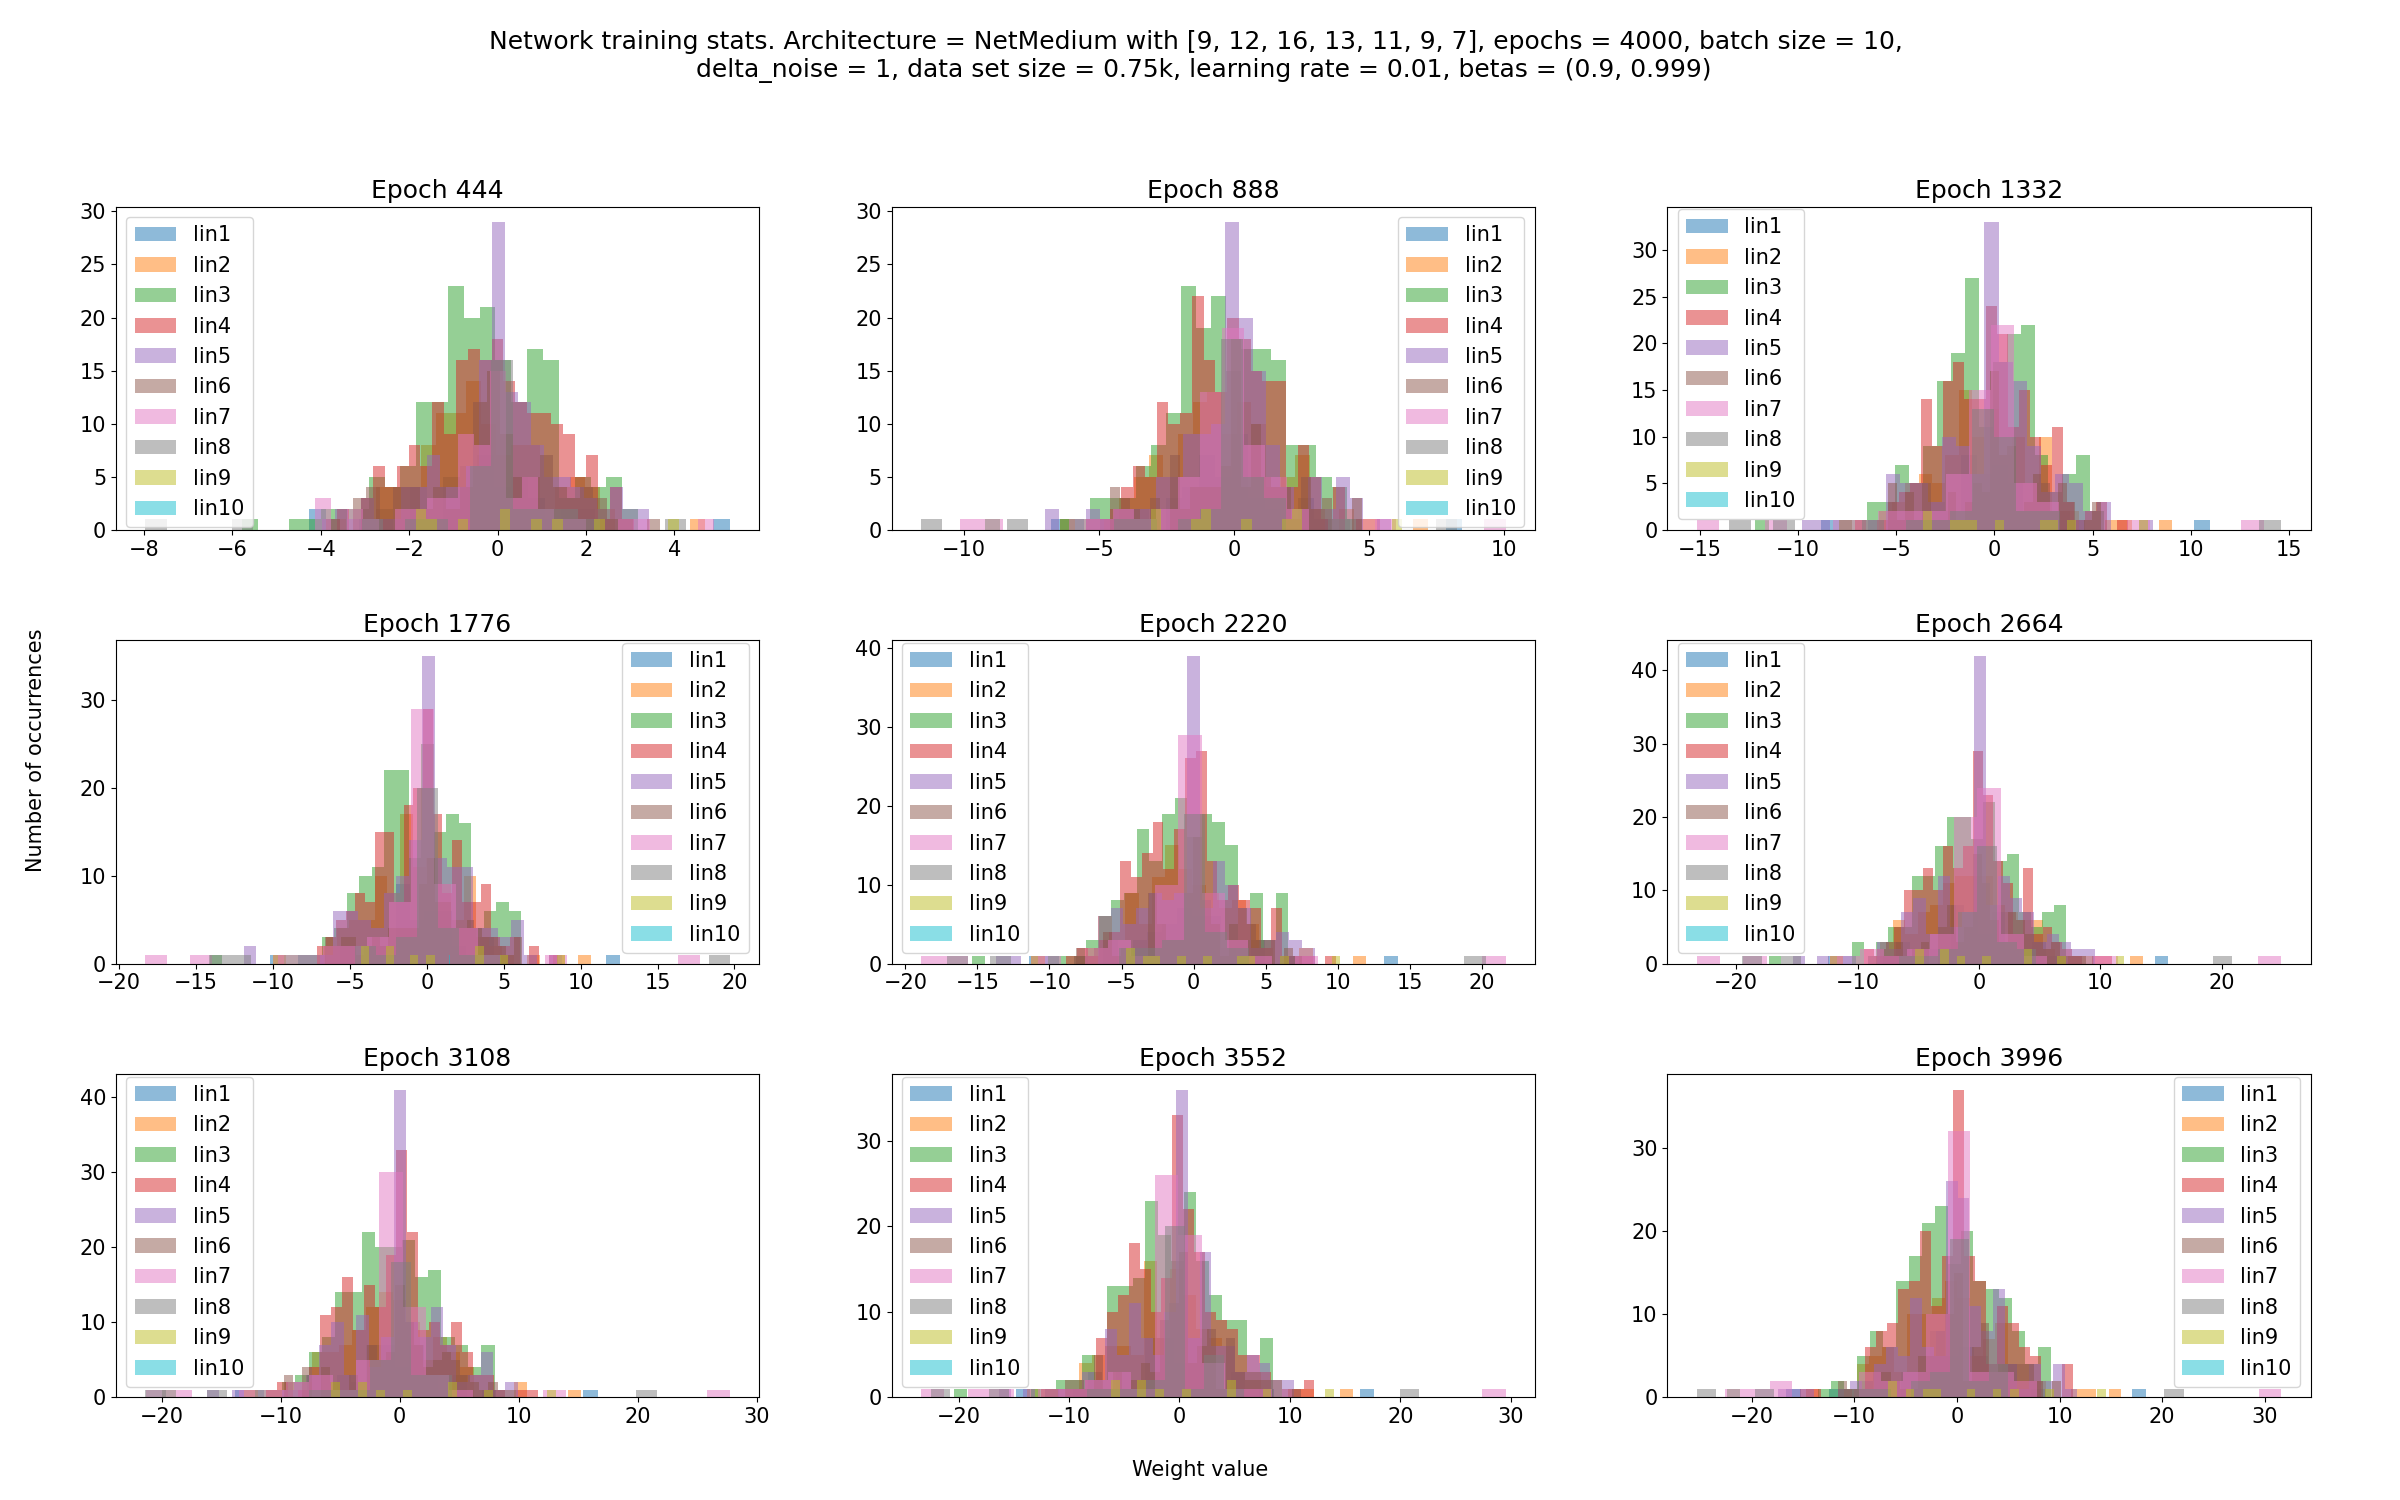 Network training stats. Architecture = NetMedium with [9, 12, 16, 13, 11, 9, 7], epochs = 4000, batch size = 10,
delta_noise = 1, data set size = 0.75k, learning rate = 0.01, betas = (0.9, 0.999)
Epoch 444
30
25
20
15
10
5
0
lin1
lin2
lin3
lin4
lin5
lin6
lin7
lin8
lin9
lin10
−8 −6 −4 −2 0 2 4
Epoch 888
30
25
20
15
10
5
0
lin1
lin2
lin3
lin4
lin5
lin6
lin7
lin8
lin9
lin10
−10 −5 0 5 10
Epoch 1332
30
25
20
15
10
5
0
lin1
lin2
lin3
lin4
lin5
lin6
lin7
lin8
lin9
lin10
−15 −10 −5 0 5 10 15
Number of occurrences
Epoch 1776
30
20
10
0
lin1
lin2
lin3
lin4
lin5
lin6
lin7
lin8
lin9
lin10
−20 −15 −10 −5 0 5 10 15 20
Epoch 2220
40
30
20
10
0
lin1
lin2
lin3
lin4
lin5
lin6
lin7
lin8
lin9
lin10
−20 −15 −10 −5 0 5 10 15 20
Epoch 2664
40
30
20
10
0
lin1
lin2
lin3
lin4
lin5
lin6
lin7
lin8
lin9
lin10
−20 −10 0 10 20
Epoch 3108
40
30
20
10
0
lin1
lin2
lin3
lin4
lin5
lin6
lin7
lin8
lin9
lin10
−20 −10 0 10 20 30
Epoch 3552
30
20
10
0
lin1
lin2
lin3
lin4
lin5
lin6
lin7
lin8
lin9
lin10
−20 −10 0 10 20 30
Epoch 3996
30
20
10
0
lin1
lin2
lin3
lin4
lin5
lin6
lin7
lin8
lin9
lin10
−20 −10 0 10 20 30
Weight value